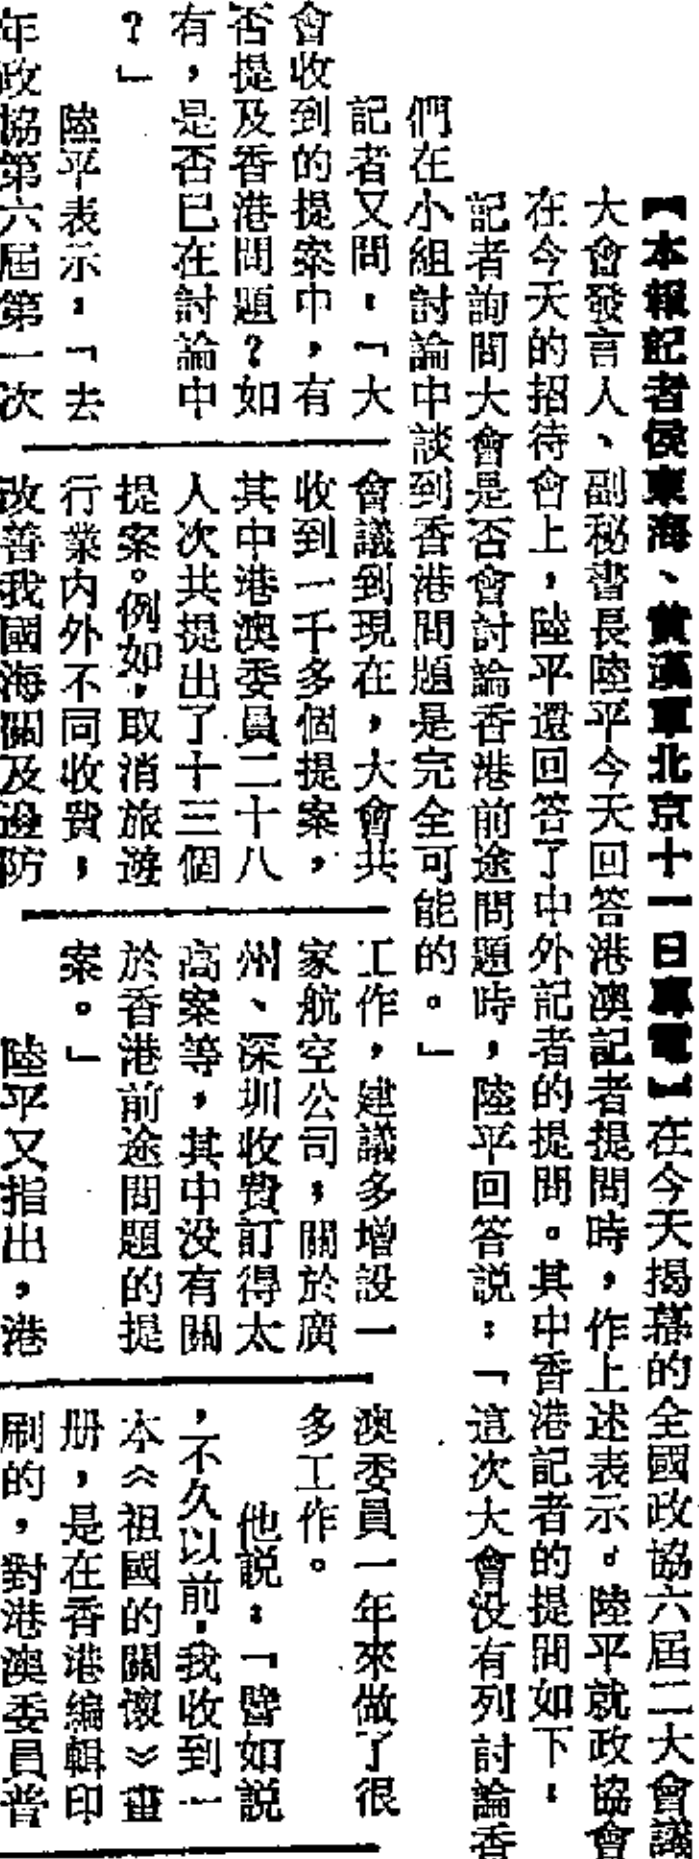 【本報記者侯東海、黃漢軍北京十一日專電】在今天揭幕的全國政協六屆二大會議
大會發言人、副秘書長陸平今天回答港澳記者提問時，作上述表示。陸平就政協會
在今天的招待會上，陸平還回答了中外記者的提問。其中香港記者的提問如下：
記者詢問大會是否會討論香港前途問題時，陸平回答說：「這次大會沒有列討論香
們在小組討論中談到香港問題是完全可能的。」
記者又問：「大
會收到的提案中，有
否提及香港問題？如
有，是否已在討論中
？」
陸平表示：「去
年政協第六屆第一次
會議到現在，大會共
收到一千多個提案，
其中港澳委員二十八
人次共提出了十三個
提案。例如，取消旅遊
行業內外不同收費；
改善我國海關及邊防
工作，建議多增設一
家航空公司；關於廣
州、深圳收費訂得太
高案等，其中沒有關
於香港前途問題的提
案。」
陸平又指出，港
澳委員一年來做了很
多工作。
他說：「譬如說
，不久以前，我收到一
本《祖國的關懷》畫
册，是在香港編輯印
刷的，對港澳委員普